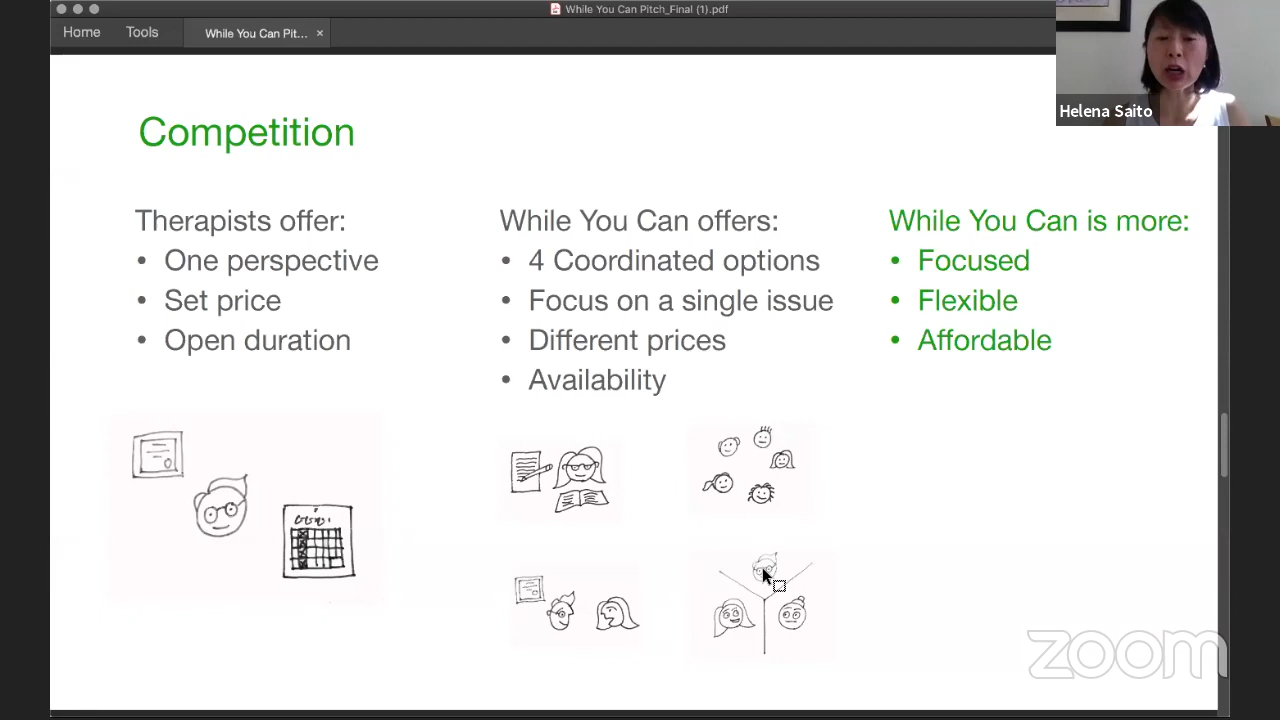 While You Can Pitch_Final (1).pdf
Home Tools While You Can Pit... ×
Helena Saito
Competition
Therapists offer:
• One perspective
• Set price
• Open duration
While You Can offers:
• 4 Coordinated options
• Focus on a single issue
• Different prices
• Availability
While You Can is more:
• Focused
• Flexible
• Affordable
zoom